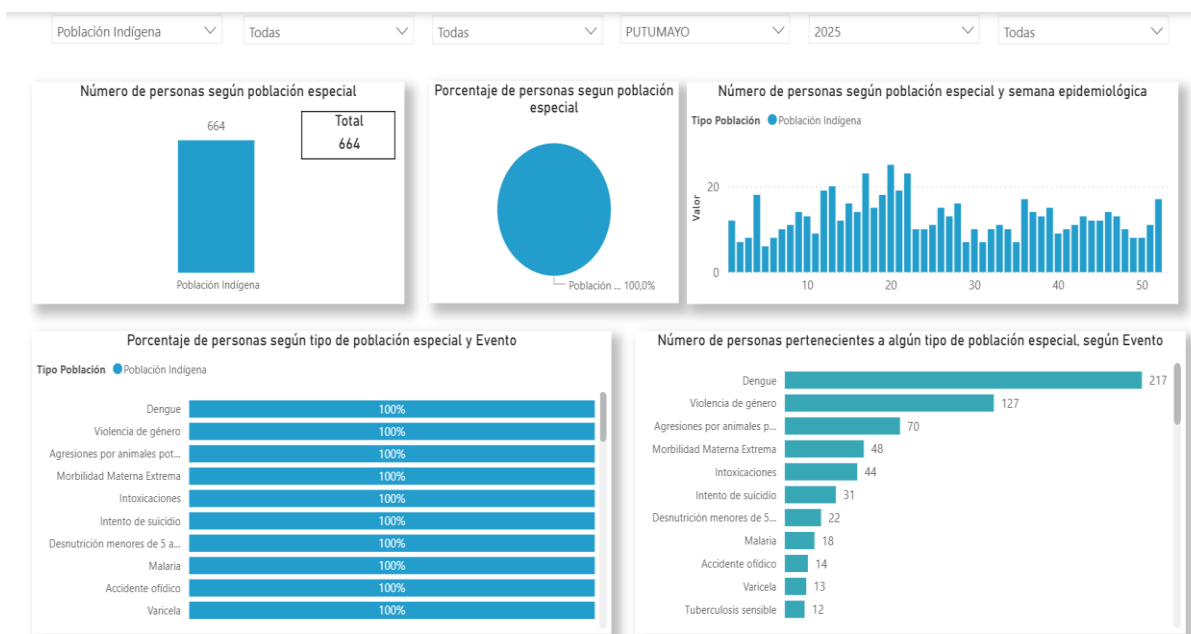 Población Indígena
Todas
Todas
PUTUMAYO
2025
Todas
Número de personas según población especial
664
Total
664
Población Indígena
Porcentaje de personas segun población
especial
Población ... 100,0%
Número de personas según población especial y semana epidemiológica
Tipo Población Población Indígena
Valor
20
0
10
20
30
40
50
Porcentaje de personas según tipo de población especial y Evento
Tipo Población Población Indígena
Dengue 100%
Violencia de género 100%
Agresiones por animales pot... 100%
Morbilidad Materna Extrema 100%
Intoxicaciones 100%
Intento de suicidio 100%
Desnutrición menores de 5 a... 100%
Malaria 100%
Accidente ofídico 100%
Varicela 100%
Número de personas pertenecientes a algún tipo de población especial, según Evento
Dengue 217
Violencia de género 127
Agresiones por animales p... 70
Morbilidad Materna Extrema 48
Intoxicaciones 44
Intento de suicidio 31
Desnutrición menores de 5... 22
Malaria 18
Accidente ofídico 14
Varicela 13
Tuberculosis sensible 12